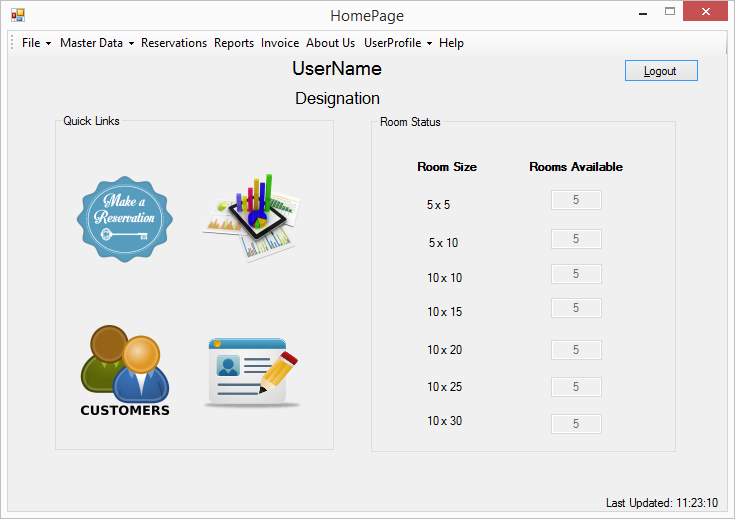 HomePage
File Master Data Reservations Reports Invoice About Us UserProfile Help
UserName
Logout
Designation
Quick Links
Make a
Reservation
CUSTOMERS
Room Status
Room Size Rooms Available
5 x 5 5
5 x 10 5
10 x 10 5
10 x 15 5
10 x 20 5
10 x 25 5
10 x 30 5
Last Updated: 11:23:10